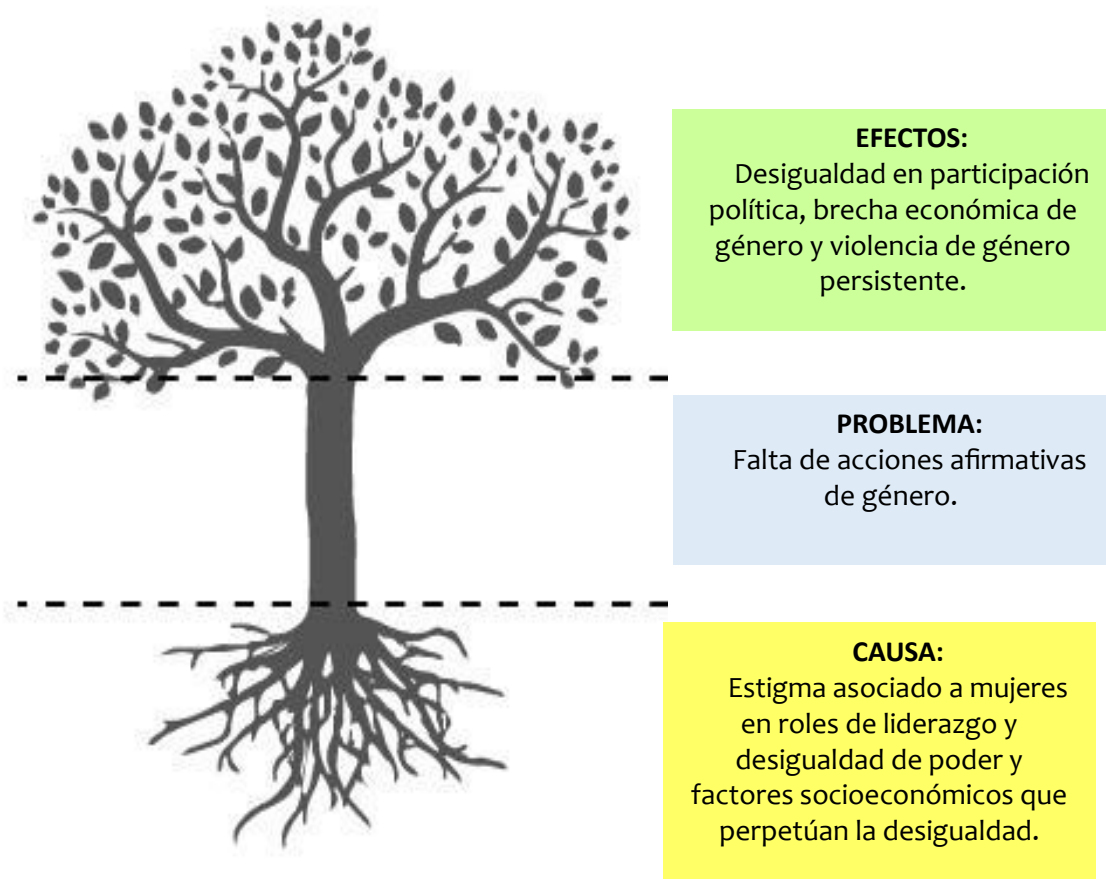 EFECTOS:
Desigualdad en participación
política, brecha económica de
género y violencia de género
persistente.
PROBLEMA:
Falta de acciones afirmativas
de género.
CAUSA:
Estigma asociado a mujeres
en roles de liderazgo y
desigualdad de poder y
factores socioeconómicos que
perpetúan la desigualdad.